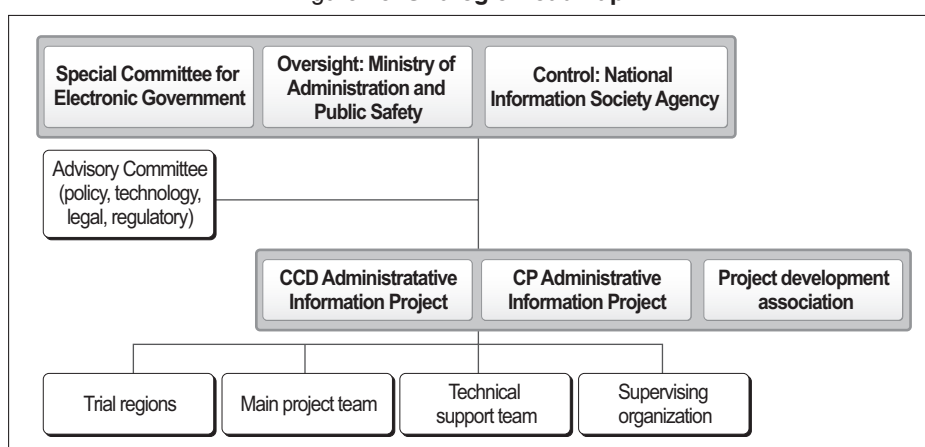 Special Committee for
Electronic Government
Oversight: Ministry of
Administration and
Public Safety
Control: National
Information Society Agency
Advisory Committee
(policy, technology,
legal, regulatory)
CCD Administratative
Information Project
CP Administrative
Information Project
Project development
association
Trial regions
Main project team
Technical
support team
Supervising
organization